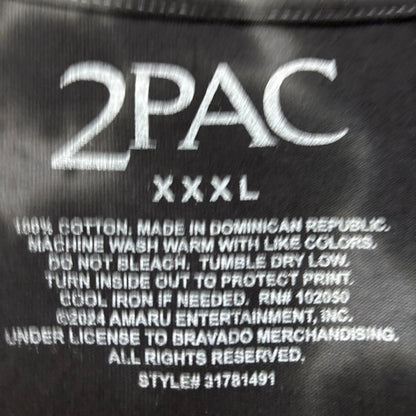 2PAC
XXXL
100% COTTON. MADE IN DOMINICAN REPUBLIC.
MACHINE WASH WARM WITH LIKE COLORS.
DO NOT BLEACH. TUMBLE DRY LOW.
TURN INSIDE OUT TO PROTECT PRINT.
COOL IRON IF NEEDED. RN# 102050
©2024 AMARU ENTERTAINMENT, INC.
UNDER LICENSE TO BRAVADO MERCHANDISING.
ALL RIGHTS RESERVED.
STYLE# 31781491